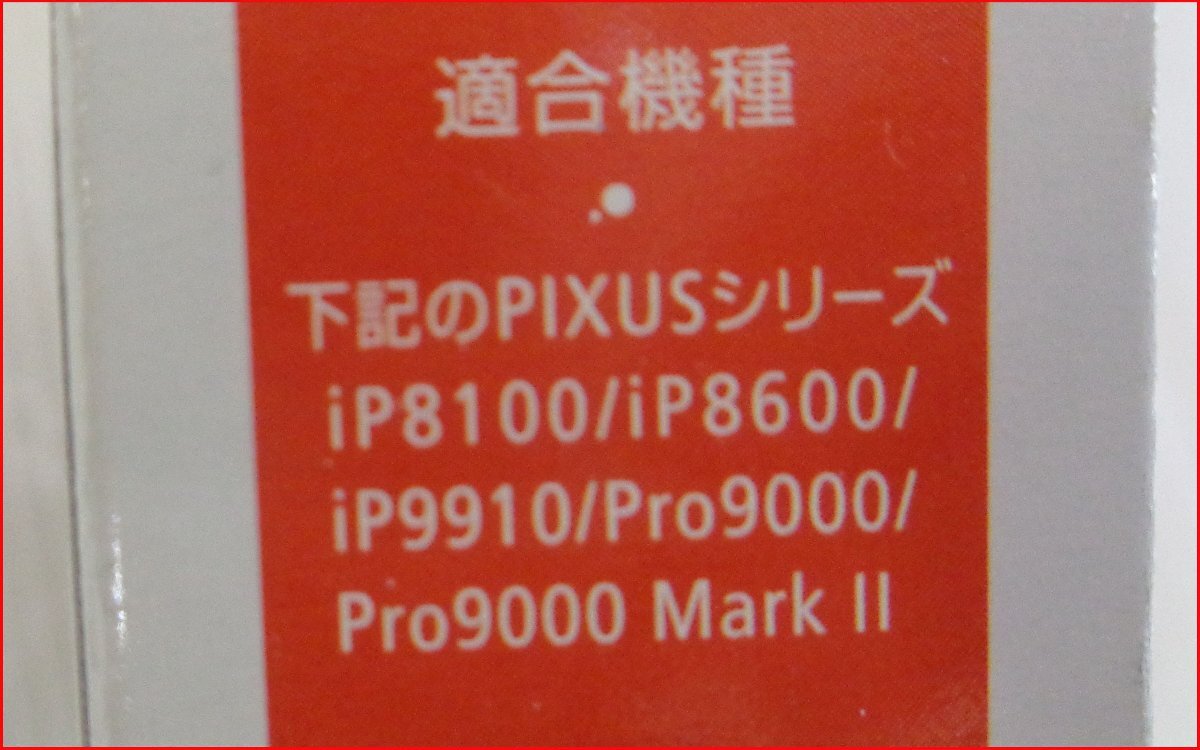 適合機種
下記のPIXUSシリーズ
iP8100/iP8600/
iP9910/Pro9000/
Pro9000 Mark II